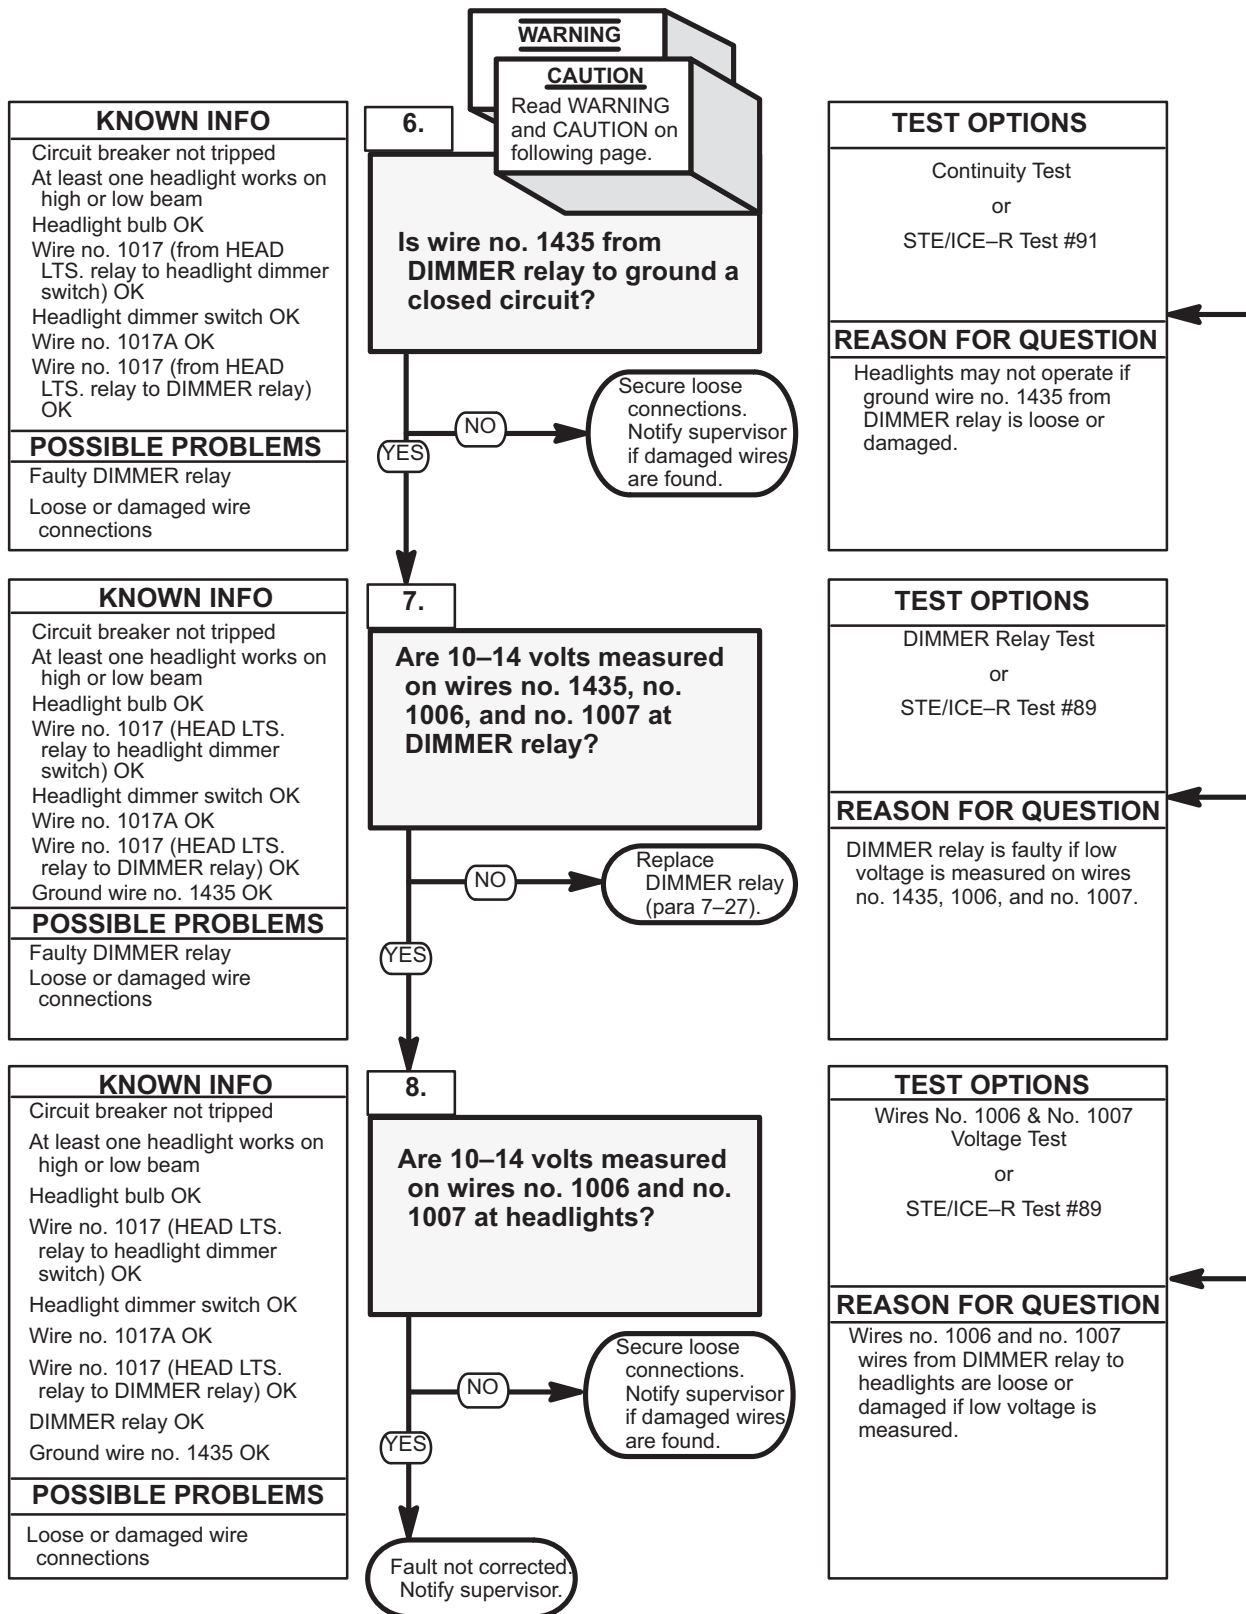 WARNING
CAUTION
Read WARNING
and CAUTION on
following page.
KNOWN INFO
Circuit breaker not tripped
At least one headlight works on
high or low beam
Headlight bulb OK
Wire no. 1017 (from HEAD
LTS. relay to headlight dimmer
switch) OK
Headlight dimmer switch OK
Wire no. 1017A OK
Wire no. 1017 (from HEAD
LTS. relay to DIMMER relay)
OK
POSSIBLE PROBLEMS
Faulty DIMMER relay
Loose or damaged wire
connections
6.
Is wire no. 1435 from
DIMMER relay to ground a
closed circuit?
NO
YES
Secure loose
connections.
Notify supervisor
if damaged wires
are found.
TEST OPTIONS
Continuity Test
or
STE/ICE–R Test #91
REASON FOR QUESTION
Headlights may not operate if
ground wire no. 1435 from
DIMMER relay is loose or
damaged.
KNOWN INFO
Circuit breaker not tripped
At least one headlight works on
high or low beam
Headlight bulb OK
Wire no. 1017 (HEAD LTS.
relay to headlight dimmer
switch) OK
Headlight dimmer switch OK
Wire no. 1017A OK
Wire no. 1017 (HEAD LTS.
relay to DIMMER relay) OK
Ground wire no. 1435 OK
POSSIBLE PROBLEMS
Faulty DIMMER relay
Loose or damaged wire
connections
7.
Are 10–14 volts measured
on wires no. 1435, no.
1006, and no. 1007 at
DIMMER relay?
NO
YES
Replace
DIMMER relay
(para 7–27).
TEST OPTIONS
DIMMER Relay Test
or
STE/ICE–R Test #89
REASON FOR QUESTION
DIMMER relay is faulty if low
voltage is measured on wires
no. 1435, 1006, and no. 1007.
KNOWN INFO
Circuit breaker not tripped
At least one headlight works on
high or low beam
Headlight bulb OK
Wire no. 1017 (HEAD LTS.
relay to headlight dimmer
switch) OK
Headlight dimmer switch OK
Wire no. 1017A OK
Wire no. 1017 (HEAD LTS.
relay to DIMMER relay) OK
DIMMER relay OK
Ground wire no. 1435 OK
POSSIBLE PROBLEMS
Loose or damaged wire
connections
8.
Are 10–14 volts measured
on wires no. 1006 and no.
1007 at headlights?
NO
YES
Secure loose
connections.
Notify supervisor
if damaged wires
are found.
Fault not corrected.
Notify supervisor.
TEST OPTIONS
Wires No. 1006 & No. 1007
Voltage Test
or
STE/ICE–R Test #89
REASON FOR QUESTION
Wires no. 1006 and no. 1007
wires from DIMMER relay to
headlights are loose or
damaged if low voltage is
measured.